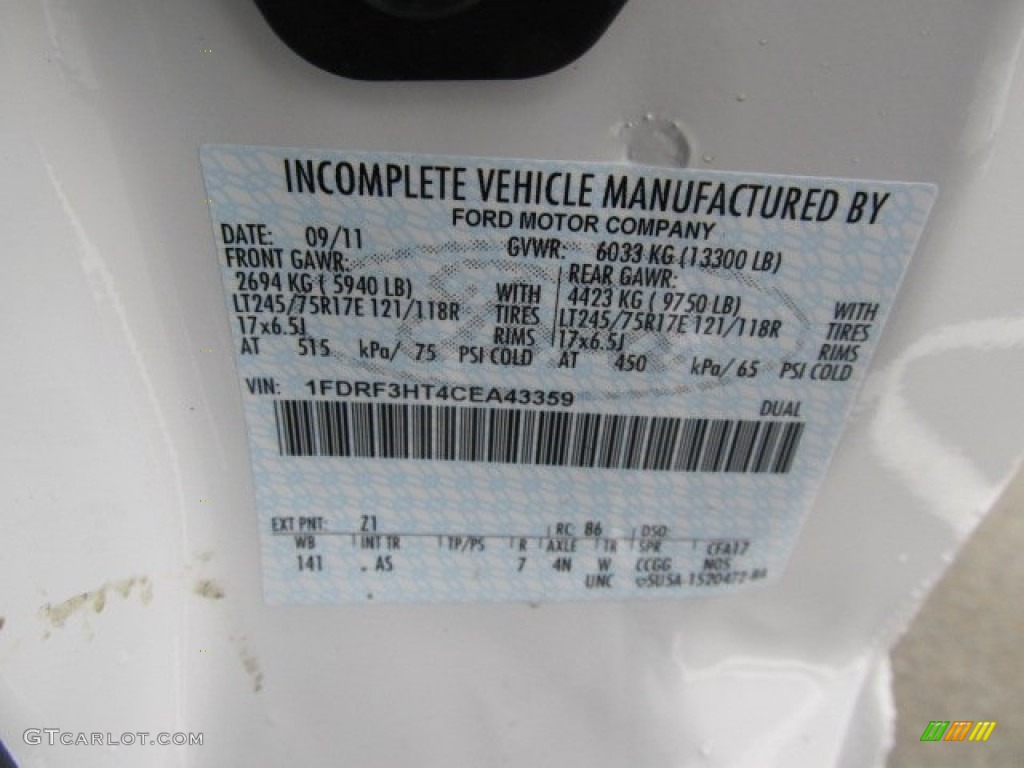 INCOMPLETE VEHICLE MANUFACTURED BY
FORD MOTOR COMPANY
DATE: 09/11 GVWR: 6033 KG (13300 LB)
FRONT GAWR: REAR GAWR:
2694 KG ( 5940 LB) WITH 4423 KG ( 9750 LB) WITH
LT245/75R17E 121/118R TIRES LT245/75R17E 121/118R TIRES
17x6.5J RIMS 17x6.5J RIMS
AT 515 kPa/ 75 PSI COLD AT 450 kPa/ 65 PSI COLD
VIN: 1FDRF3HT4CEA43359 DUAL
EXT PNT: Z1 RC: 86 DSO:
WB INT TR TP/PS R AXLE TR SPR CFA17
141 . AS 7 4N W CCGG NOS
UNC 5U5A-1520472-BA
GTCARLOT.COM